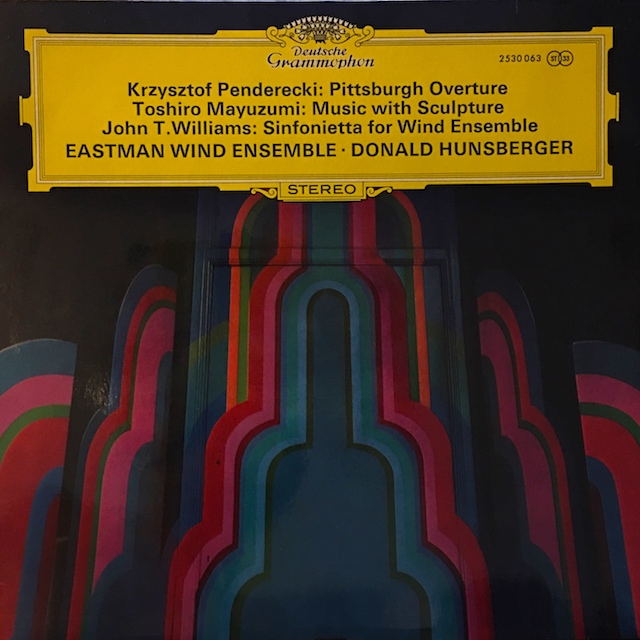 Deutsche
Grammophon
2530 063 ST 33
Krzysztof Penderecki: Pittsburgh Overture
Toshiro Mayuzumi: Music with Sculpture
John T. Williams: Sinfonietta for Wind Ensemble
EASTMAN WIND ENSEMBLE · DONALD HUNSBERGER
STEREO